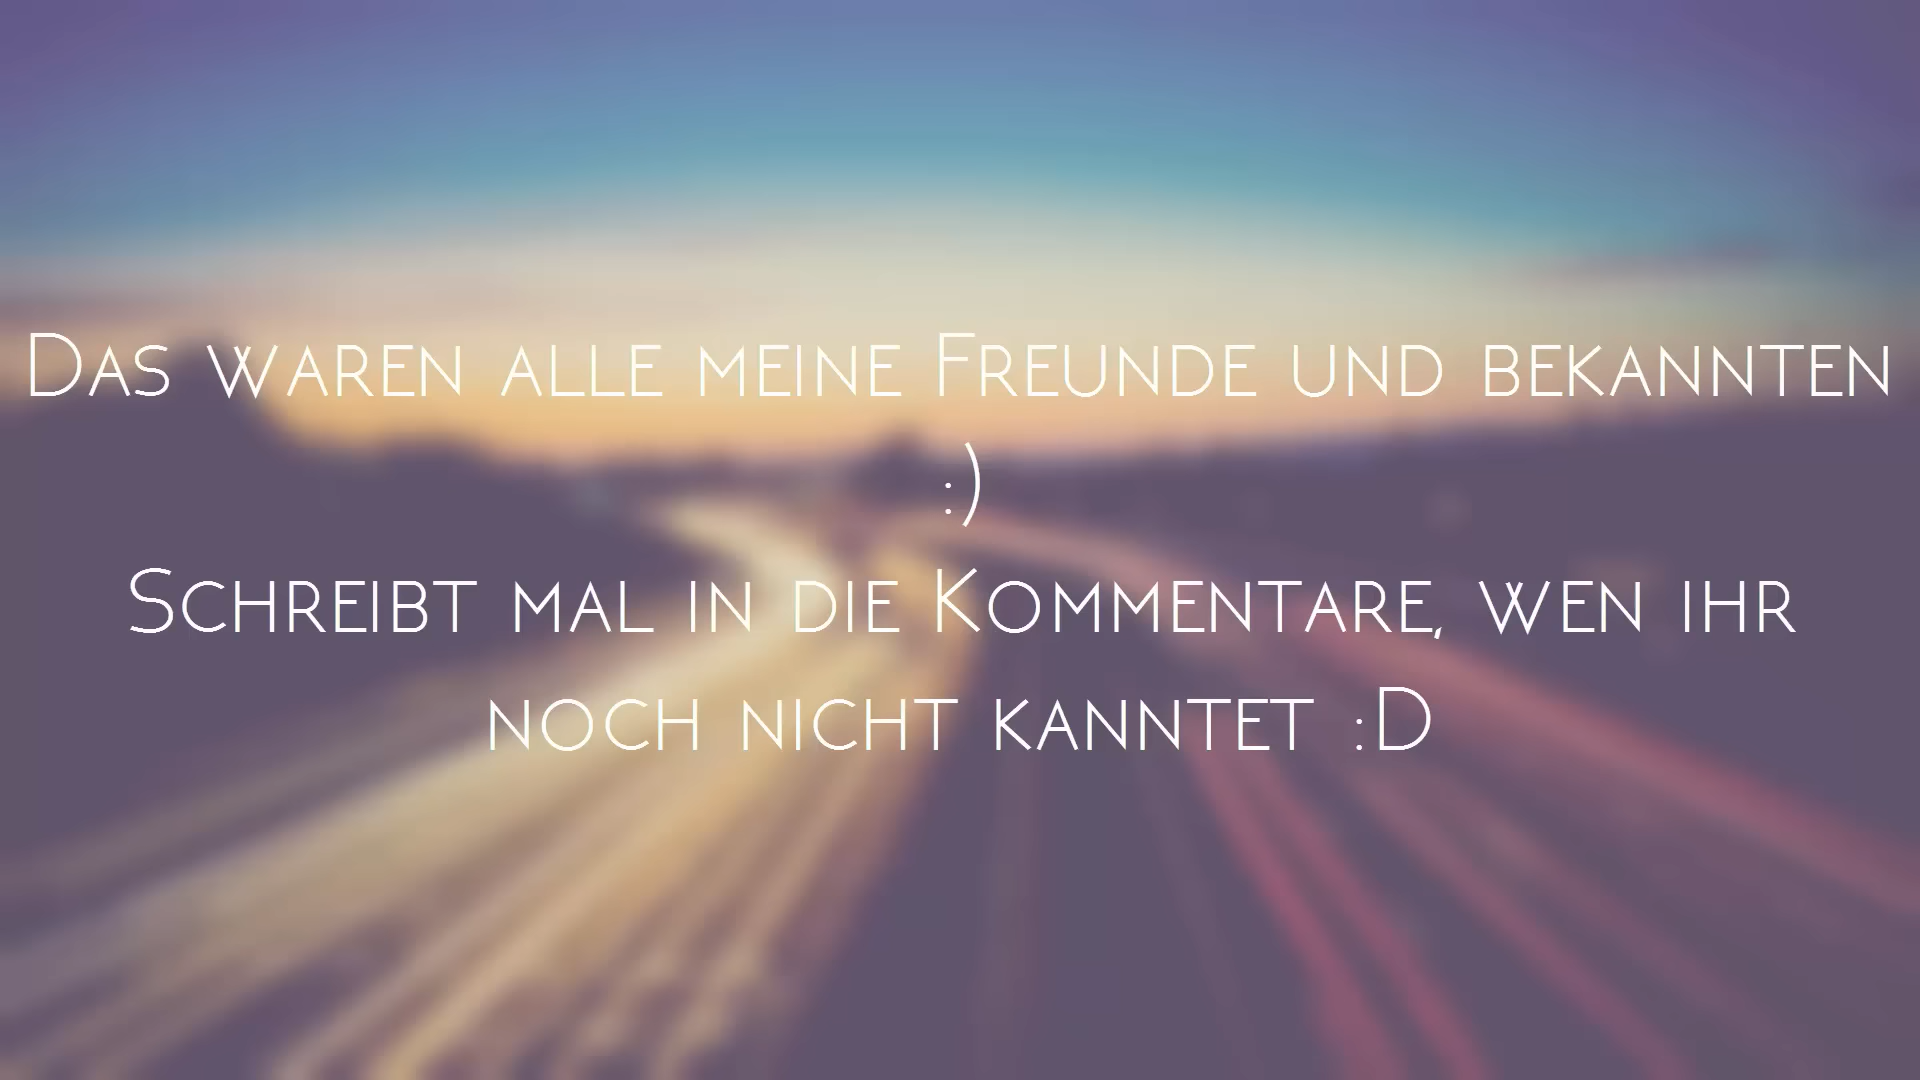 Das waren alle meine Freunde und bekannten
:)
Schreibt mal in die Kommentare, wen ihr
noch nicht kanntet :D